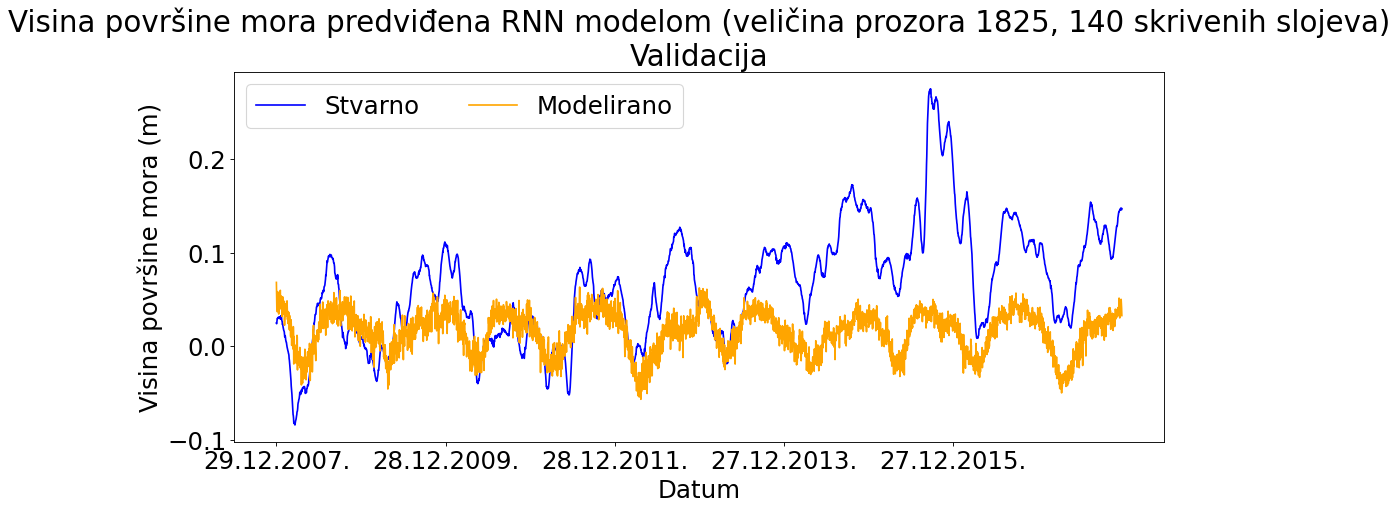 Visina površine mora predviđena RNN modelom (veličina prozora 1825, 140 skrivenih slojeva)
Validacija
Stvarno
Modelirano
Visina površine mora (m)
0.2
0.1
0.0
−0.1
29.12.2007.
28.12.2009.
28.12.2011.
27.12.2013.
27.12.2015.
Datum